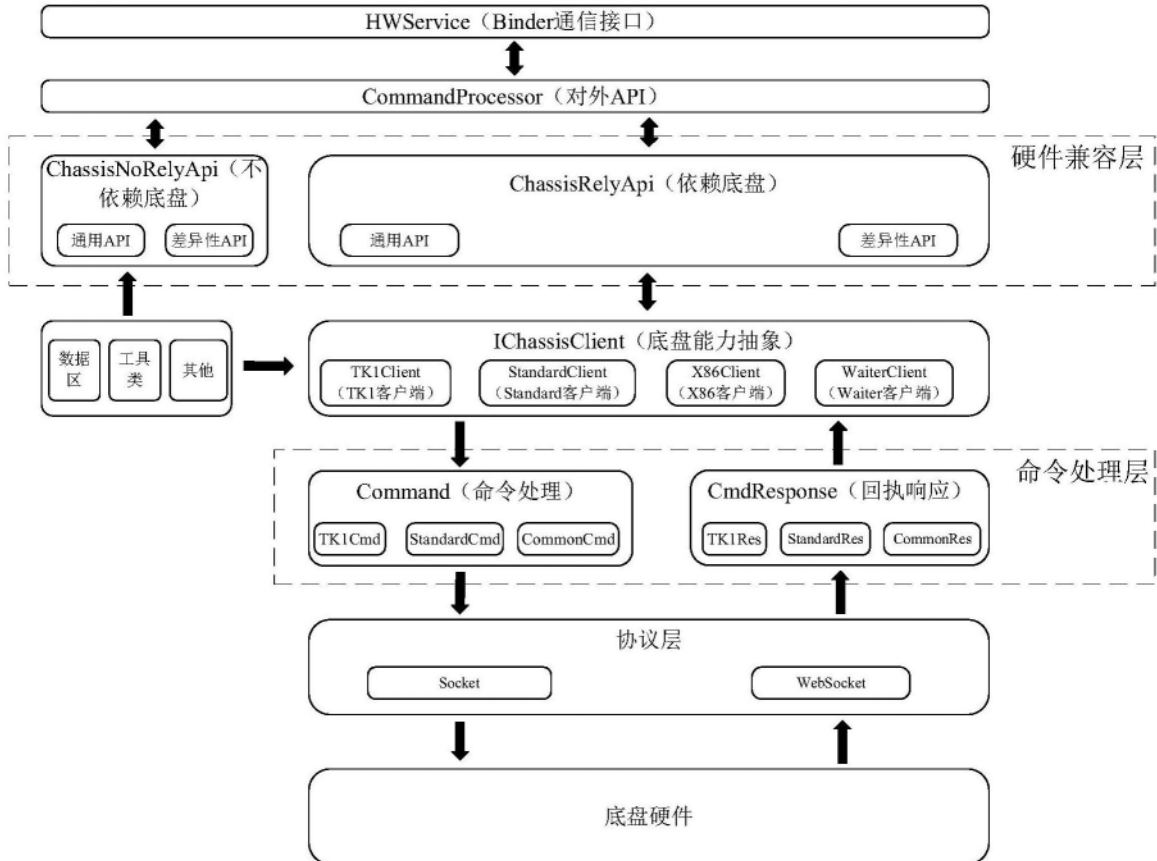 HWService（Binder通信接口）
CommandProcessor（对外API）
硬件兼容层
ChassisNoRelyApi（不
依赖底盘）
通用API
差异性API
ChassisRelyApi（依赖底盘）
通用API
差异性API
数据
区
工具
类
其他
IChassisClient（底盘能力抽象）
TK1Client
（TK1客户端）
StandardClient
（Standard客户端）
X86Client
（X86客户端）
WaiterClient
（Waiter客户端）
命令处理层
Command（命令处理）
TK1Cmd
StandardCmd
CommonCmd
CmdResponse（回执响应）
TK1Res
StandardRes
CommonRes
协议层
Socket
WebSocket
底盘硬件